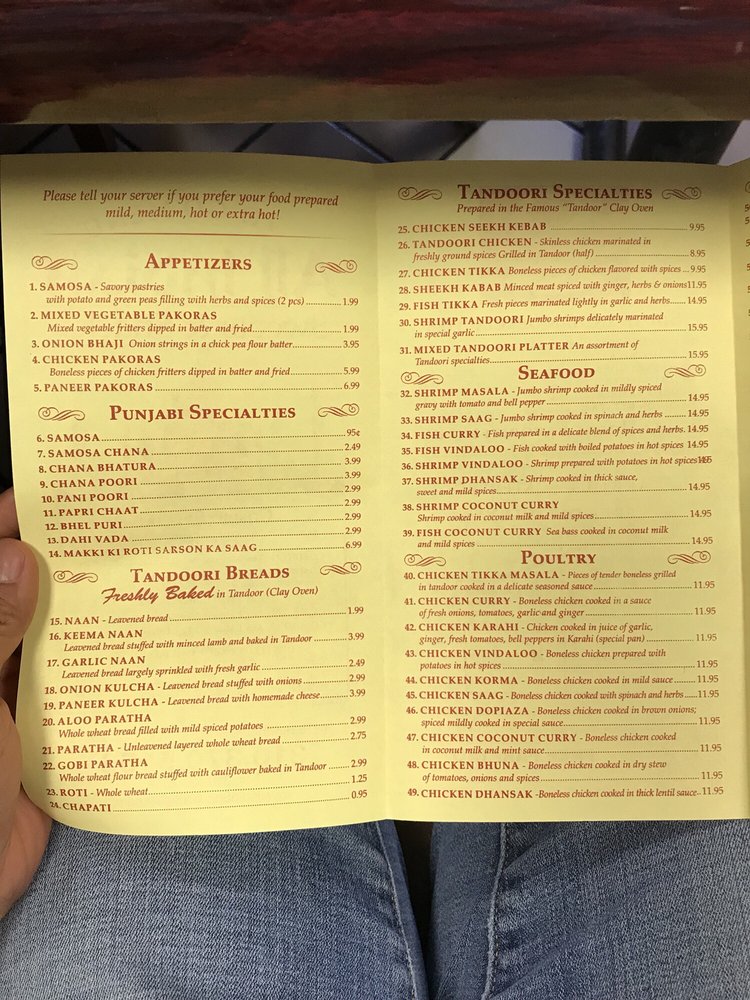 Please tell your server if you prefer your food prepared
mild, medium, hot or extra hot!
APPETIZERS
1. SAMOSA - Savory pastries
with potato and green peas filling with herbs and spices (2 pcs) 1.99
2. MIXED VEGETABLE PAKORAS
Mixed vegetable fritters dipped in batter and fried 1.99
3. ONION BHAJI Onion strings in a chick pea flour batter 3.95
4. CHICKEN PAKORAS
Boneless pieces of chicken fritters dipped in batter and fried 5.99
5. PANEER PAKORAS 6.99
PUNJABI SPECIALTIES
6. SAMOSA 95¢
7. SAMOSA CHANA 2.49
8. CHANA BHATURA 3.99
9. CHANA POORI 3.99
10. PANI POORI 2.99
11. PAPRI CHAAT 2.99
12. BHEL PURI 2.99
13. DAHI VADA 2.99
14. MAKKI KI ROTI SARSON KA SAAG 6.99
TANDOORI BREADS
Freshly Baked in Tandoor (Clay Oven)
15. NAAN - Leavened bread 1.99
16. KEEMA NAAN
Leavened bread stuffed with minced lamb and baked in Tandoor 3.99
17. GARLIC NAAN
Leavened bread largely sprinkled with fresh garlic 2.49
18. ONION KULCHA - Leavened bread stuffed with onions 2.99
19. PANEER KULCHA - Leavened bread with homemade cheese 3.99
20. ALOO PARATHA
Whole wheat bread filled with mild spiced potatoes 2.99
21. PARATHA - Unleavened layered whole wheat bread 2.75
22. GOBI PARATHA
Whole wheat flour bread stuffed with cauliflower baked in Tandoor 2.99
23. ROTI - Whole wheat 1.25
24. CHAPATI 0.95
TANDOORI SPECIALTIES
Prepared in the Famous "Tandoor" Clay Oven
25. CHICKEN SEEKH KEBAB 9.95
26. TANDOORI CHICKEN - Skinless chicken marinated in
freshly ground spices Grilled in Tandoor (half) 8.95
27. CHICKEN TIKKA Boneless pieces of chicken flavored with spices 9.95
28. SHEEKH KABAB Minced meat spiced with ginger, herbs & onions 11.95
29. FISH TIKKA Fresh pieces marinated lightly in garlic and herbs 14.95
30. SHRIMP TANDOORI Jumbo shrimps delicately marinated
in special garlic 15.95
31. MIXED TANDOORI PLATTER An assortment of
Tandoori specialties 15.95
SEAFOOD
32. SHRIMP MASALA - Jumbo shrimp cooked in mildly spiced
gravy with tomato and bell pepper 14.95
33. SHRIMP SAAG - Jumbo shrimp cooked in spinach and herbs 14.95
34. FISH CURRY - Fish prepared in a delicate blend of spices and herbs. 14.95
35. FISH VINDALOO - Fish cooked with boiled potatoes in hot spices 14.95
36. SHRIMP VINDALOO - Shrimp prepared with potatoes in hot spices
37. SHRIMP DHANSAK - Shrimp cooked in thick sauce,
sweet and mild spices 14.95
38. SHRIMP COCONUT CURRY
Shrimp cooked in coconut milk and mild spices 14.95
39. FISH COCONUT CURRY Sea bass cooked in coconut milk
and mild spices 14.95
POULTRY
40. CHICKEN TIKKA MASALA - Pieces of tender boneless grilled
in tandoor cooked in a delicate seasoned sauce 11.95
41. CHICKEN CURRY - Boneless chicken cooked in a sauce
of fresh onions, tomatoes, garlic and ginger 11.95
42. CHICKEN KARAHI - Chicken cooked in juice of garlic,
ginger, fresh tomatoes, bell peppers in Karahi (special pan) 11.95
43. CHICKEN VINDALOO - Boneless chicken prepared with
potatoes in hot spices 11.95
44. CHICKEN KORMA - Boneless chicken cooked in mild sauce 11.95
45. CHICKEN SAAG - Boneless chicken cooked with spinach and herbs 11.95
46. CHICKEN DOPIAZA - Boneless chicken cooked in brown onions;
spiced mildly cooked in special sauce 11.95
47. CHICKEN COCONUT CURRY - Boneless chicken cooked
in coconut milk and mint sauce 11.95
48. CHICKEN BHUNA - Boneless chicken cooked in dry stew
of tomatoes, onions and spices 11.95
49. CHICKEN DHANSAK -Boneless chicken cooked in thick lentil sauce 11.95